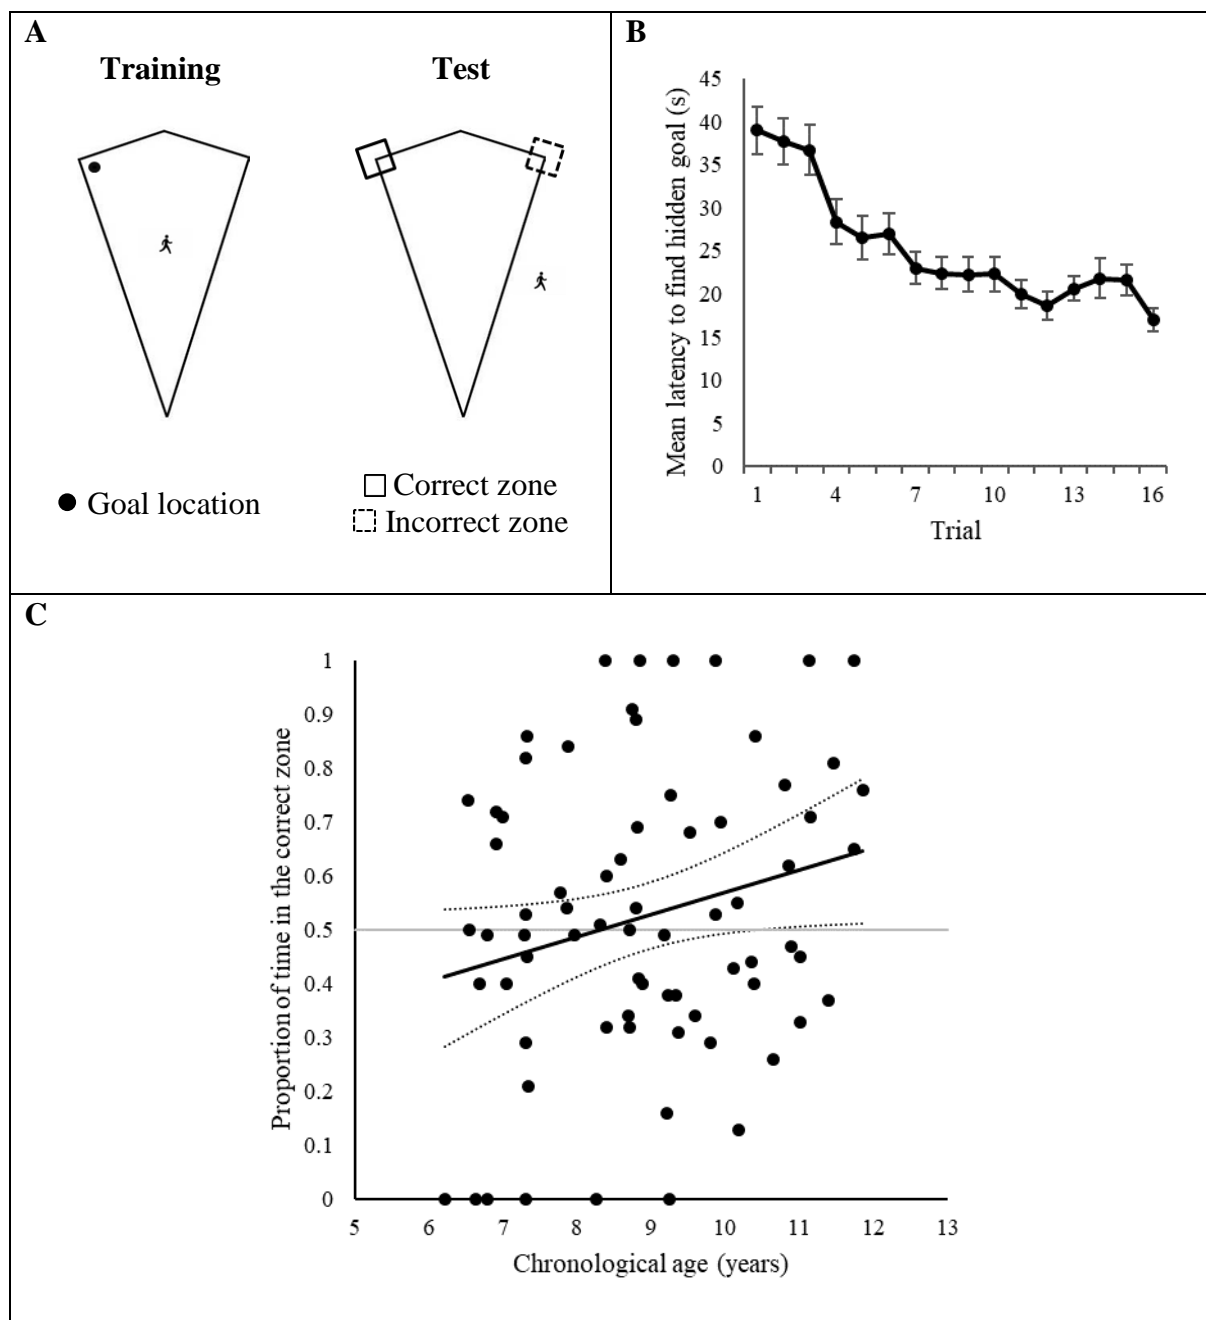 A
Training
Test
Goal location
Correct zone
Incorrect zone
B
Mean latency to find hidden goal (s)
45
40
35
30
25
20
15
10
5
0
1 4 7 10 13 16
Trial
C
Proportion of time in the correct zone
1
0.9
0.8
0.7
0.6
0.5
0.4
0.3
0.2
0.1
0
5 6 7 8 9 10 11 12 13
Chronological age (years)